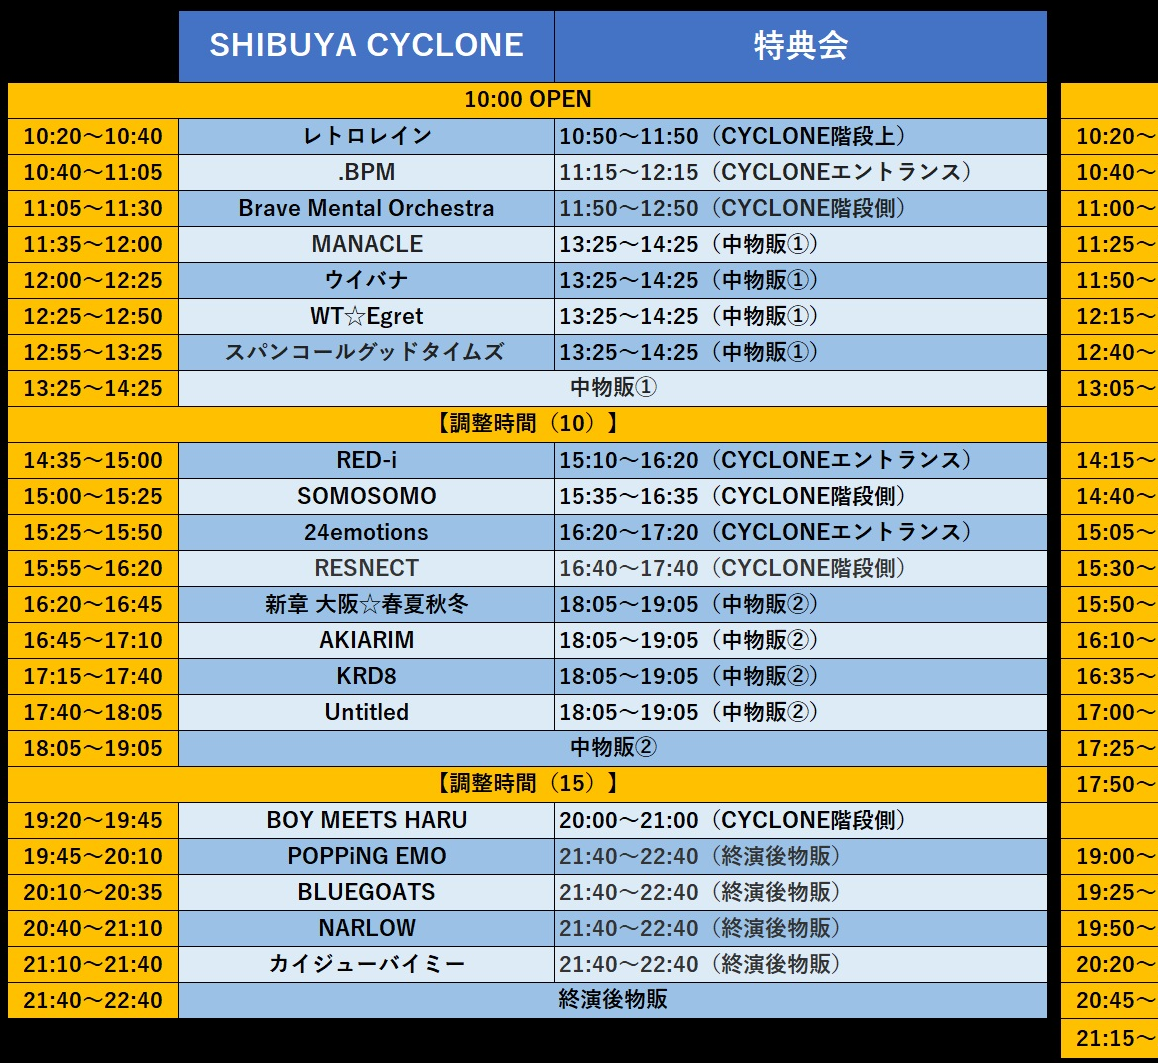 SHIBUYA CYCLONE 特典会
10:00 OPEN
10:20～10:40 レトロレイン 10:50～11:50（CYCLONE階段上）
10:40～11:05 .BPM 11:15～12:15（CYCLONEエントランス）
11:05～11:30 Brave Mental Orchestra 11:50～12:50（CYCLONE階段側）
11:35～12:00 MANACLE 13:25～14:25（中物販①）
12:00～12:25 ウイバナ 13:25～14:25（中物販①）
12:25～12:50 WT☆Egret 13:25～14:25（中物販①）
12:55～13:25 スパンコールグッドタイムズ 13:25～14:25（中物販①）
13:25～14:25 中物販①
【調整時間（10）】
14:35～15:00 RED-i 15:10～16:20（CYCLONEエントランス）
15:00～15:25 SOMOSOMO 15:35～16:35（CYCLONE階段側）
15:25～15:50 24emotions 16:20～17:20（CYCLONEエントランス）
15:55～16:20 RESNECT 16:40～17:40（CYCLONE階段側）
16:20～16:45 新章 大阪☆春夏秋冬 18:05～19:05（中物販②）
16:45～17:10 AKIARIM 18:05～19:05（中物販②）
17:15～17:40 KRD8 18:05～19:05（中物販②）
17:40～18:05 Untitled 18:05～19:05（中物販②）
18:05～19:05 中物販②
【調整時間（15）】
19:20～19:45 BOY MEETS HARU 20:00～21:00（CYCLONE階段側）
19:45～20:10 POPPiNG EMO 21:40～22:40（終演後物販）
20:10～20:35 BLUEGOATS 21:40～22:40（終演後物販）
20:40～21:10 NARLOW 21:40～22:40（終演後物販）
21:10～21:40 カイジューバイミー 21:40～22:40（終演後物販）
21:40～22:40 終演後物販
10:20～
10:40～
11:00～
11:25～
11:50～
12:15～
12:40～
13:05～
14:15～
14:40～
15:05～
15:30～
15:50～
16:10～
16:35～
17:00～
17:25～
17:50～
19:00～
19:25～
19:50～
20:20～
20:45～
21:15～